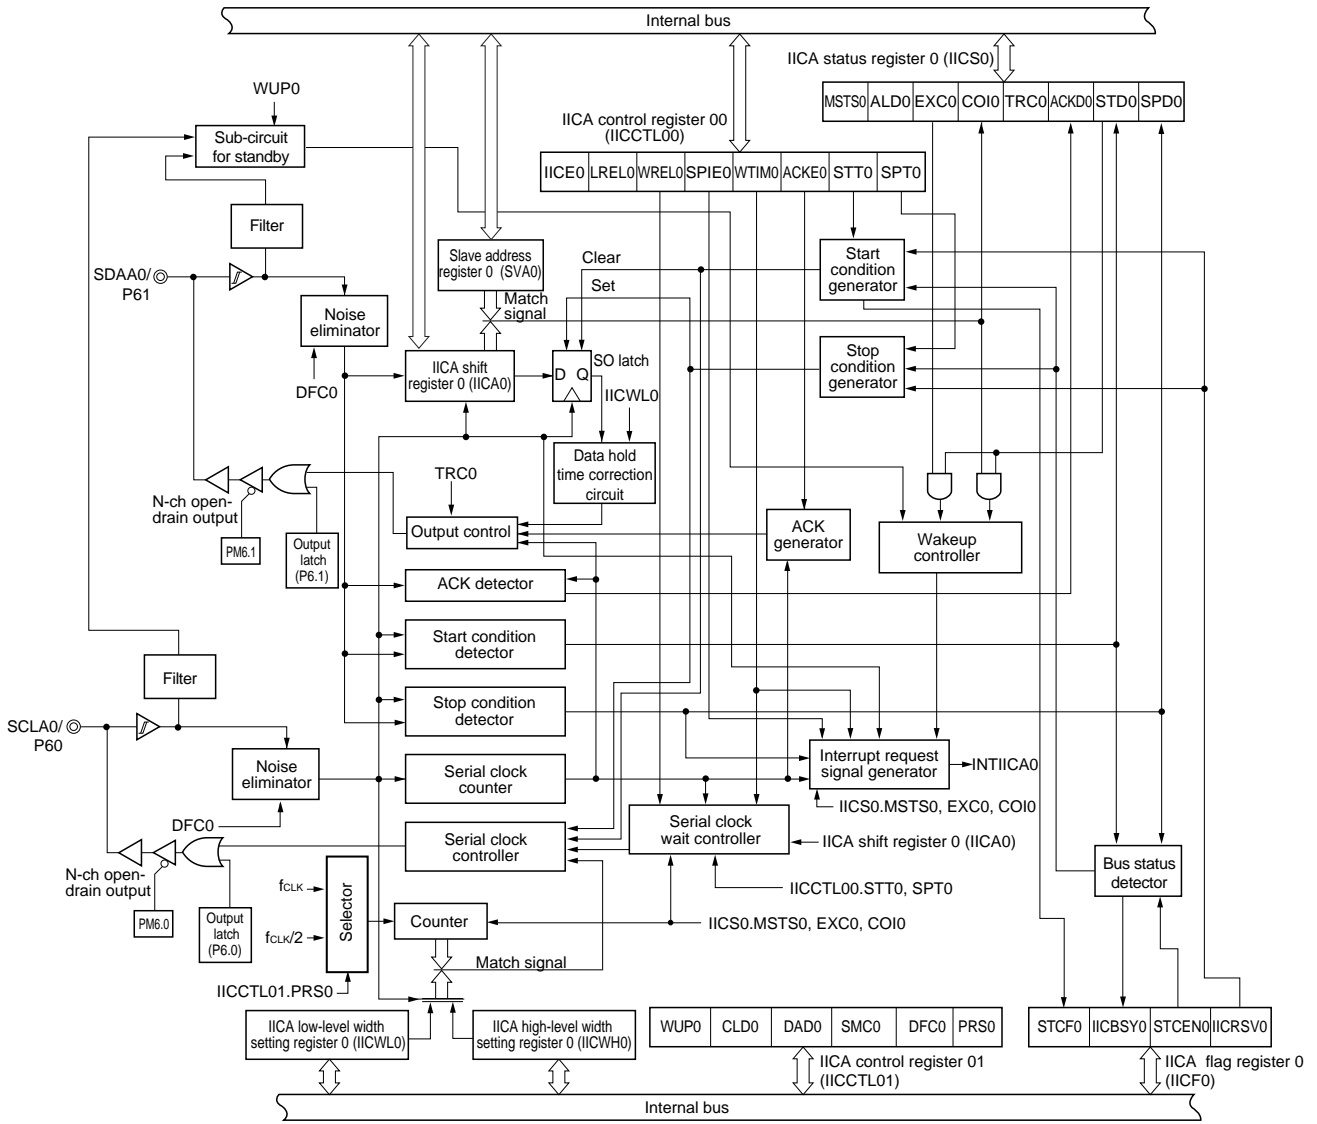 Internal bus
IICA status register 0 (IICS0)
WUP0
MSTS0 ALD0 EXC0 COI0 TRC0 ACKD0 STD0 SPD0
Sub-circuit
for standby
IICA control register 00
(IICCTL00)
IICE0 LREL0 WREL0 SPIE0 WTIM0 ACKE0 STT0 SPT0
Filter
Slave address
register 0 (SVA0)
Clear
Start
condition
generator
SDAA0/
P61
Set
Noise
eliminator
Match
signal
Stop
condition
generator
IICA shift
register 0 (IICA0)
D Q
SO latch
DFC0
IICWL0
Data hold
time correction
circuit
TRC0
N-ch open-
drain output
PM6.1
Output
latch
(P6.1)
Output control
ACK
generator
Wakeup
controller
ACK detector
Start condition
detector
Filter
Stop condition
detector
SCLA0/
P60
Noise
eliminator
Serial clock
counter
Interrupt request
signal generator
INTIICA0
IICS0.MSTS0, EXC0, COI0
DFC0
Serial clock
controller
Serial clock
wait controller
IICA shift register 0 (IICA0)
Bus status
detector
N-ch open-
drain output
PM6.0
Output
latch
(P6.0)
fCLK
fCLK/2
Selector
IICCTL00.STT0, SPT0
Counter
IICS0.MSTS0, EXC0, COI0
Match signal
IICCTL01.PRS0
IICA low-level width
setting register 0 (IICWL0)
IICA high-level width
setting register 0 (IICWH0)
WUP0 CLD0 DAD0 SMC0 DFC0 PRS0
STCF0 IICBSY0 STCEN0 IICRSV0
IICA control register 01
(IICCTL01)
IICA flag register 0
(IICF0)
Internal bus